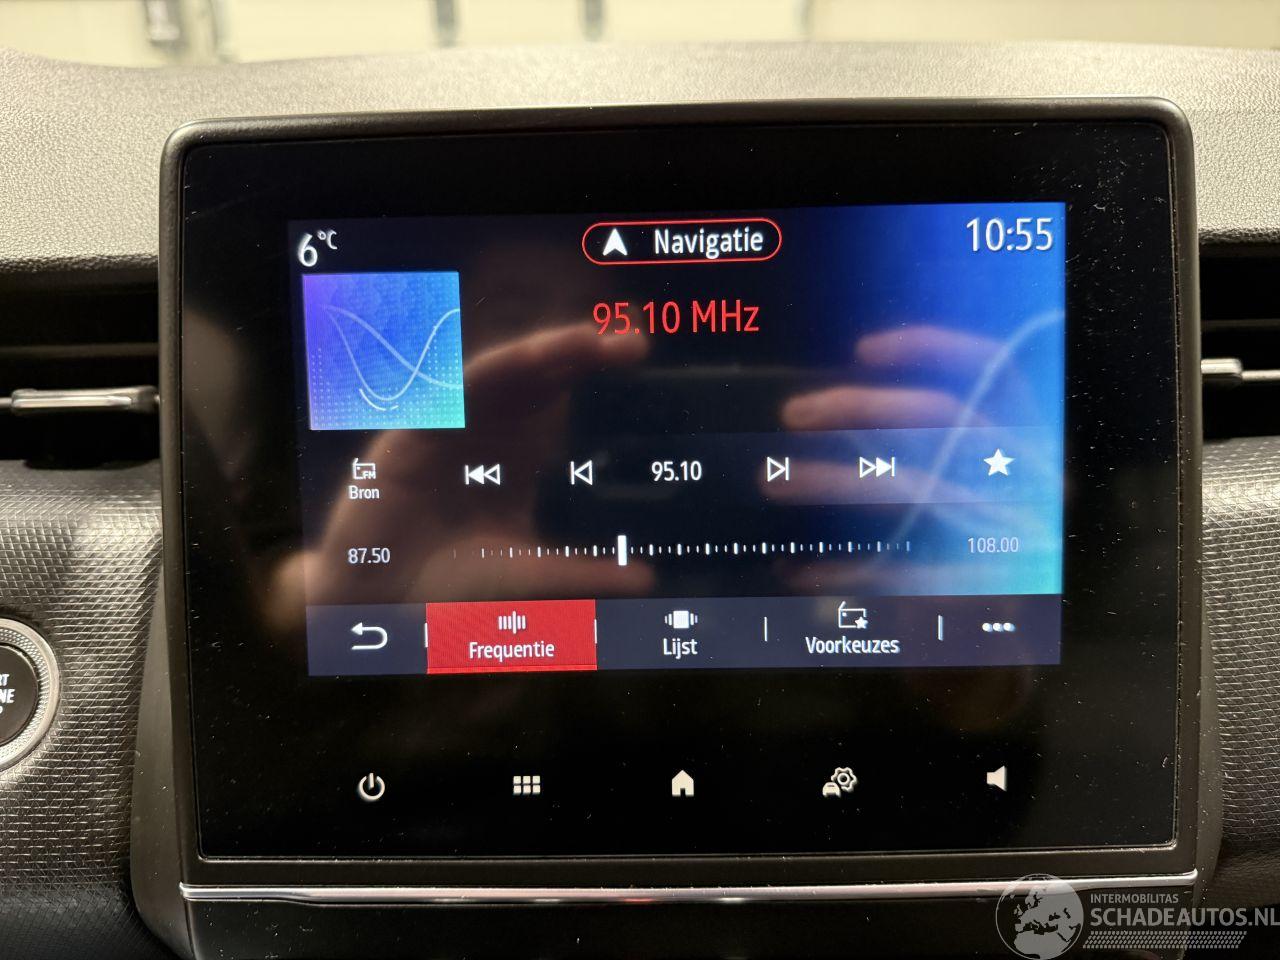 6°C
Navigatie
10:55
95.10 MHz
FM
Bron
95.10
87.50
108.00
Frequentie
Lijst
Voorkeuzes
INTERMOBILITAS
SCHADEAUTOS.NL